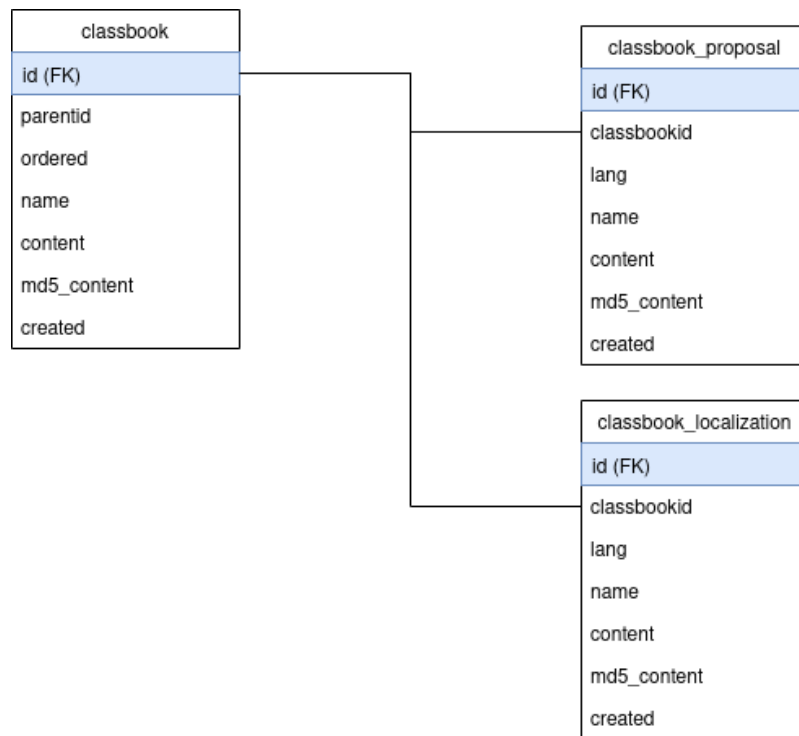 classbook
id (FK)
parentid
ordered
name
content
md5_content
created
classbook_proposal
id (FK)
classbookid
lang
name
content
md5_content
created
classbook_localization
id (FK)
classbookid
lang
name
content
md5_content
created